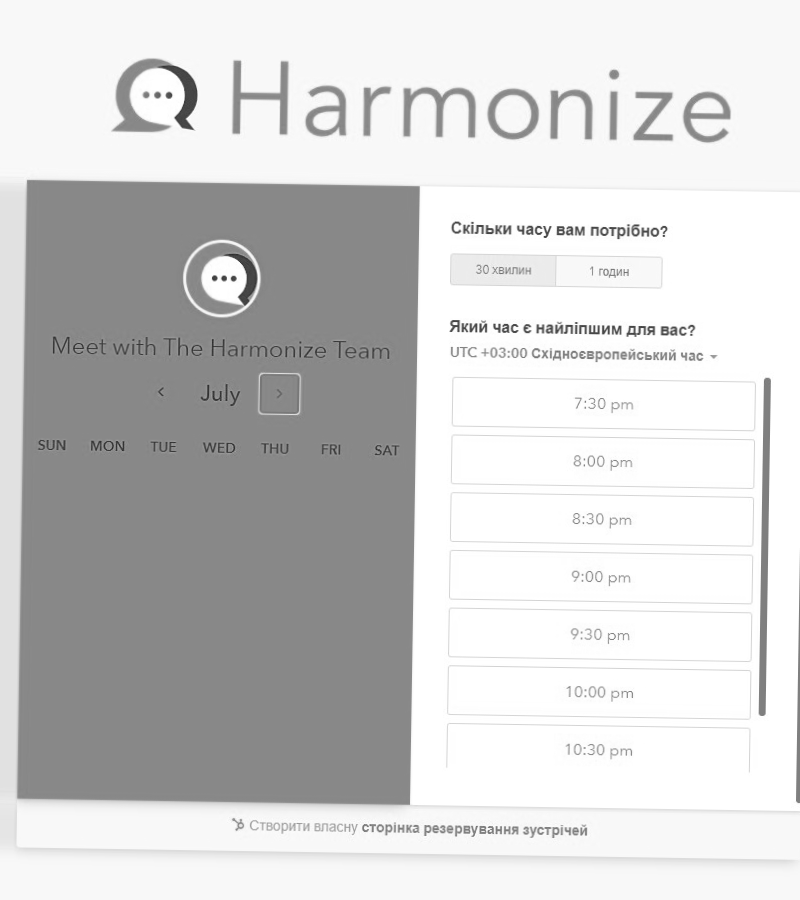 Harmonize
Meet with The Harmonize Team
July
SUN MON TUE WED THU FRI SAT
Скільки часу вам потрібно?
30 хвилин 1 годин
Який час є найліпшим для вас?
UTC +03:00 Східноєвропейський час
7:30 pm
8:00 pm
8:30 pm
9:00 pm
9:30 pm
10:00 pm
10:30 pm
Створити власну сторінка резервування зустрічей